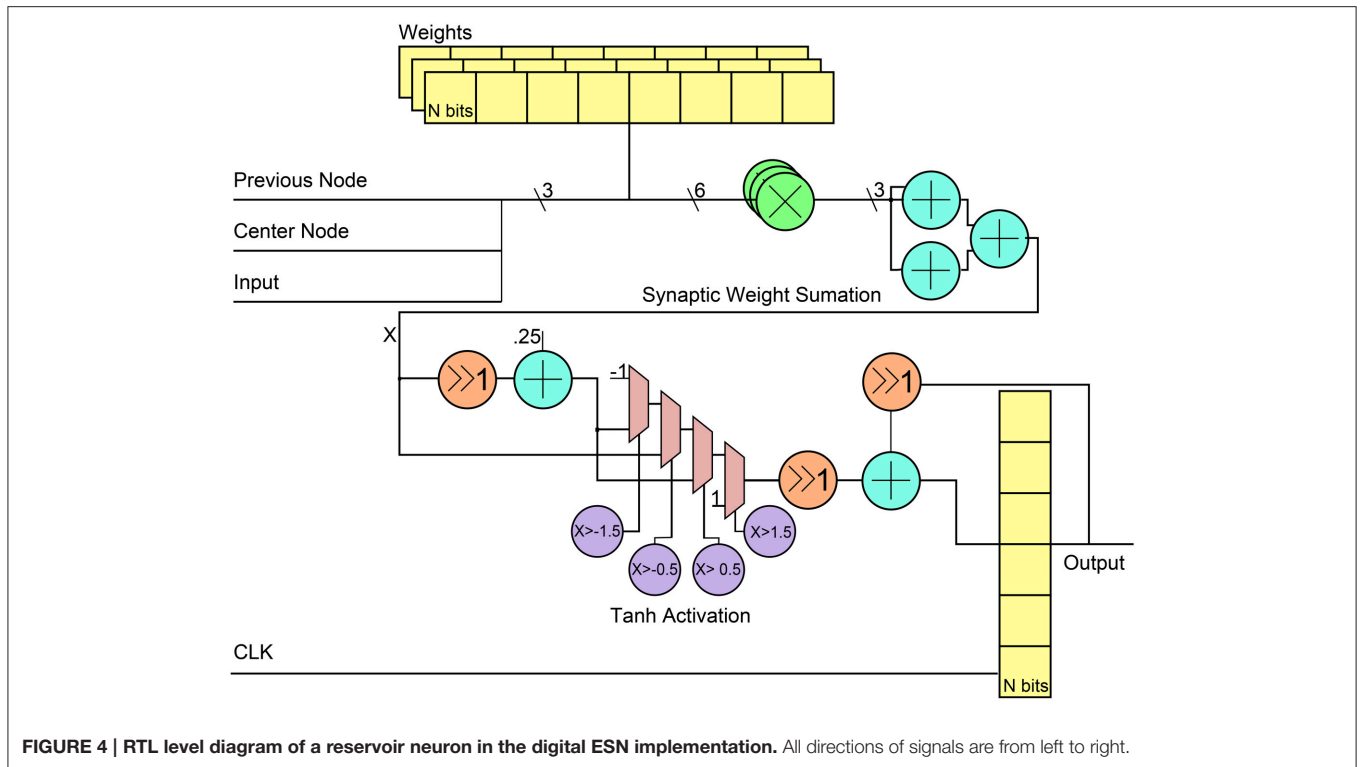 Weights
N bits
Previous Node
3
6
3
Center Node
Input
Synaptic Weight Sumation
X
.25
>>1
-1
>>1
>>1
1
X>-1.5
X>1.5
X>-0.5
X> 0.5
Output
Tanh Activation
CLK
N bits
FIGURE 4 | RTL level diagram of a reservoir neuron in the digital ESN implementation. All directions of signals are from left to right.